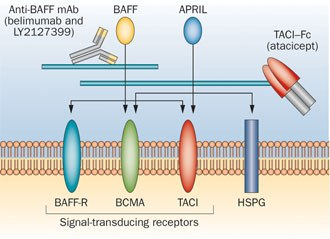 Anti-BAFF mAb
(belimumab and
LY2127399)
BAFF
APRIL
TACI–Fc
(atacicept)
BAFF-R
BCMA
TACI
HSPG
Signal-transducing receptors